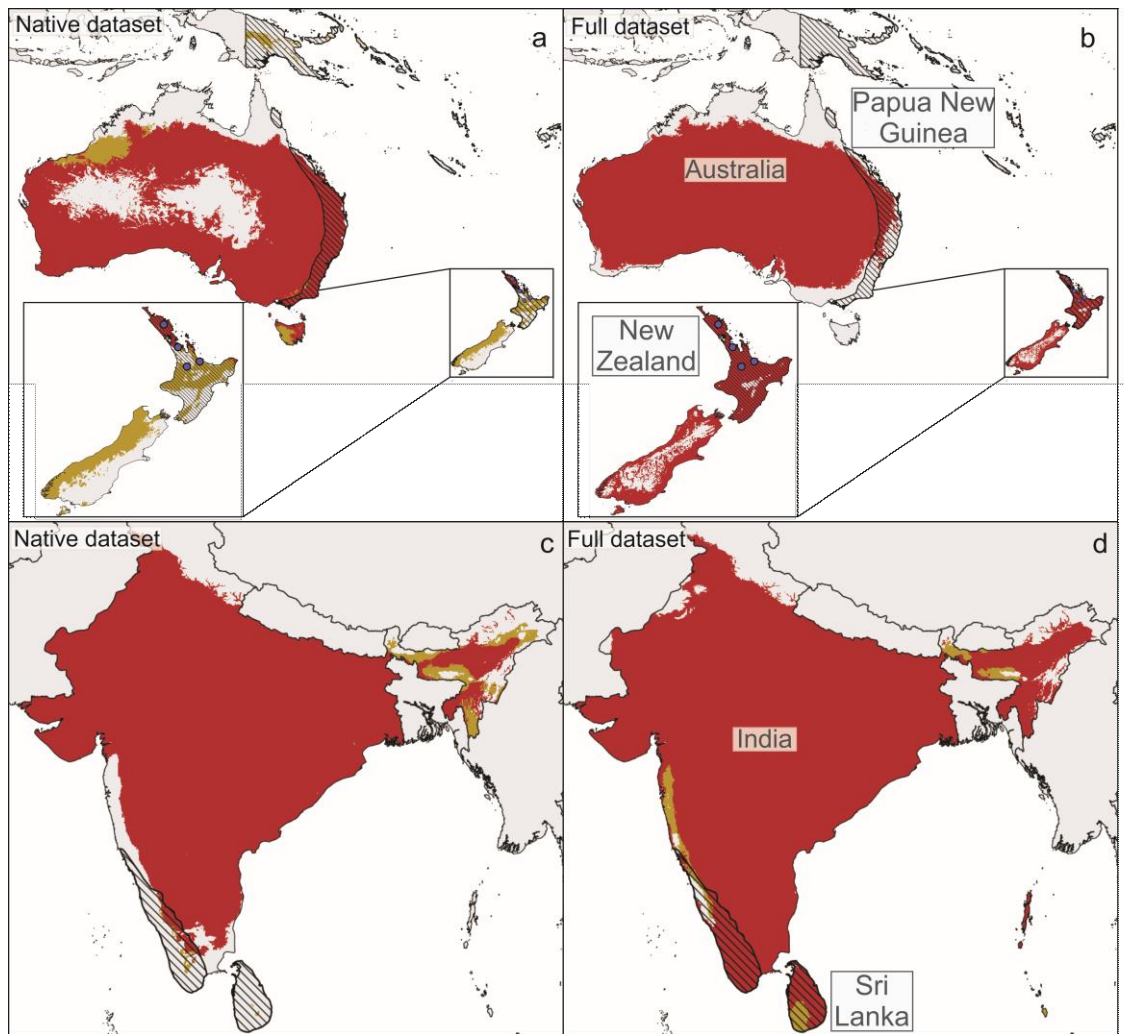 Native dataset
a
Full dataset
b
Papua New
Guinea
Australia
New
Zealand
Native dataset
c
Full dataset
d
India
Sri
Lanka